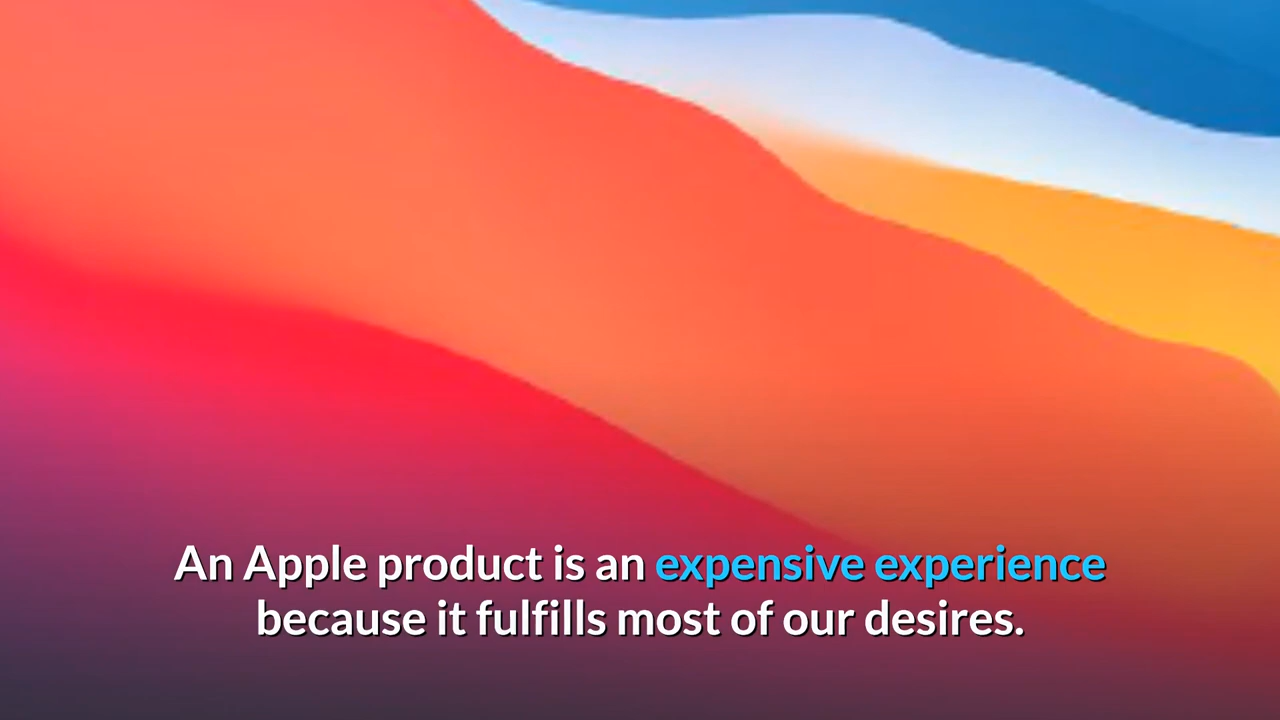 An Apple product is an expensive experience
because it fulfills most of our desires.